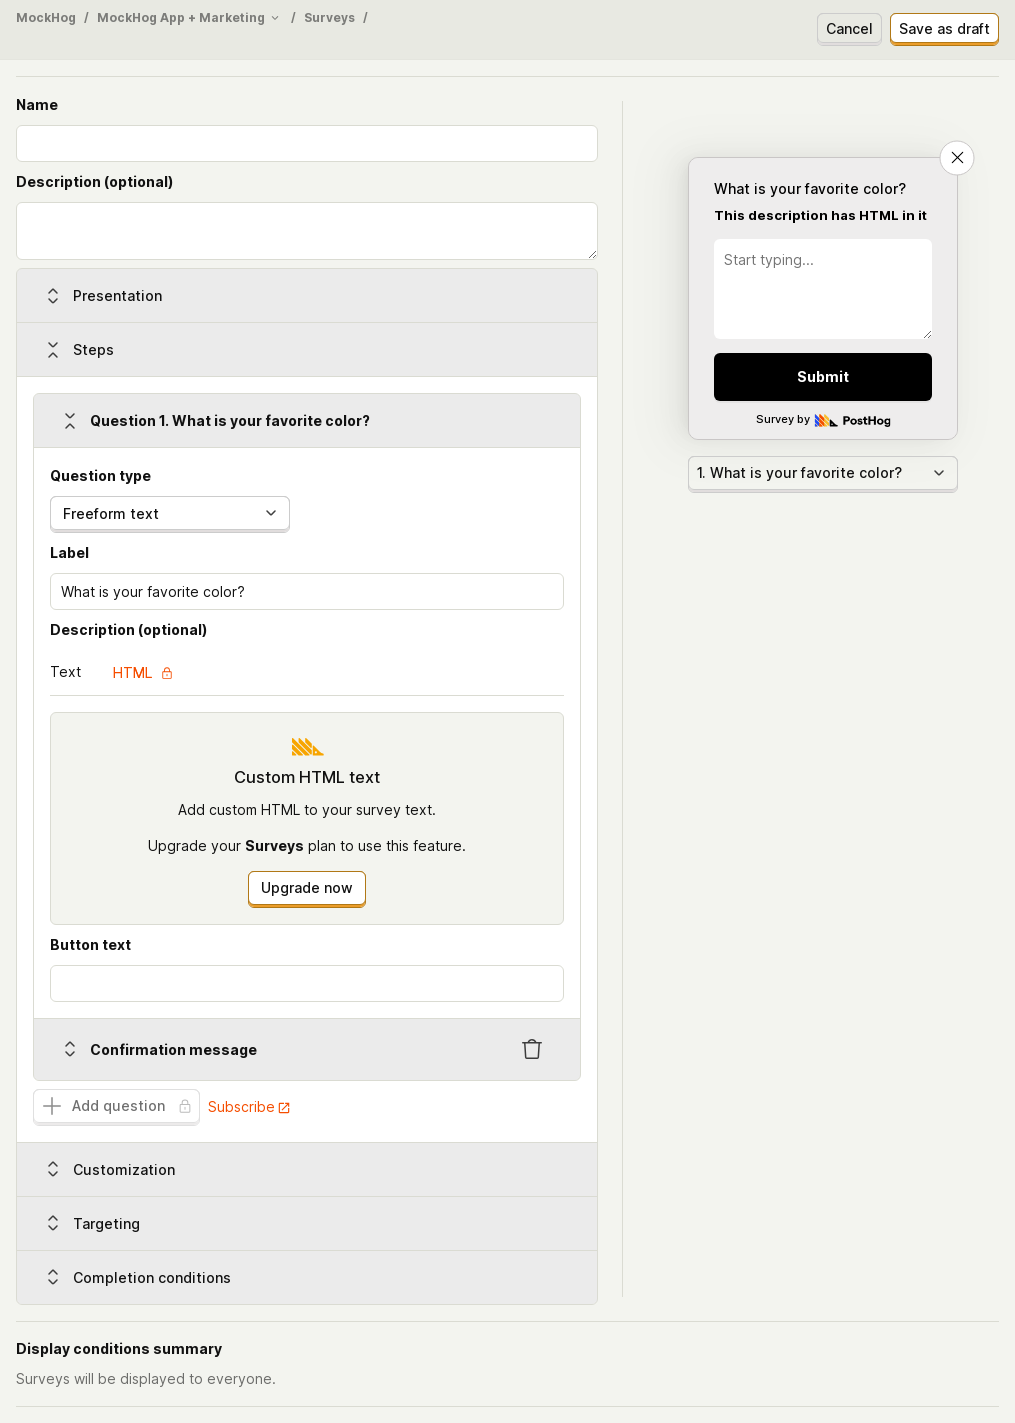 MockHog / MockHog App + Marketing / Surveys /
Cancel
Save as draft
Name
Description (optional)
Presentation
Steps
Question 1. What is your favorite color?
Question type
Freeform text
Label
What is your favorite color?
Description (optional)
Text
HTML
Custom HTML text
Add custom HTML to your survey text.
Upgrade your Surveys plan to use this feature.
Upgrade now
Button text
Confirmation message
Add question
Subscribe
Customization
Targeting
Completion conditions
What is your favorite color?
This description has HTML in it
Start typing...
Submit
Survey by PostHog
1. What is your favorite color?
Display conditions summary
Surveys will be displayed to everyone.